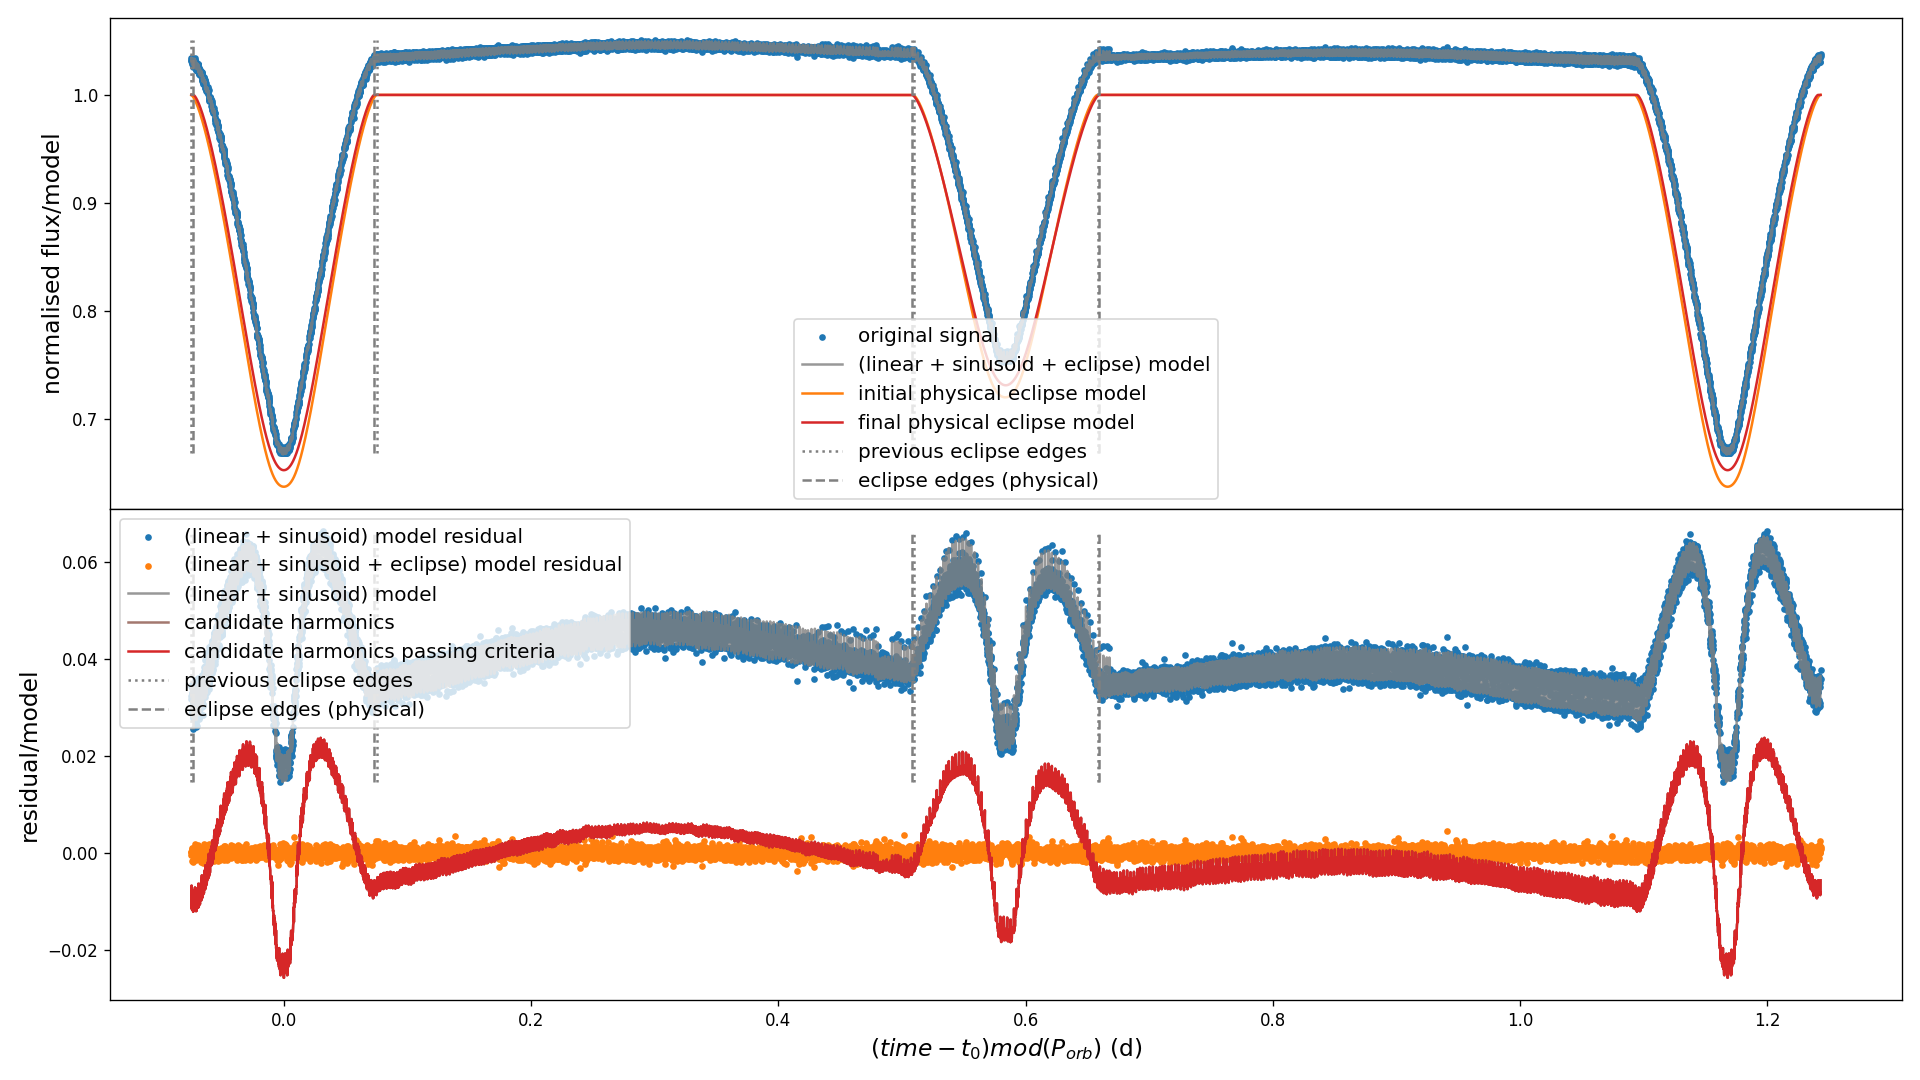 normalised flux/model
1.0
0.9
0.8
0.7
original signal
(linear + sinusoid + eclipse) model
initial physical eclipse model
final physical eclipse model
previous eclipse edges
eclipse edges (physical)
residual/model
0.06
0.04
0.02
0.00
−0.02
(linear + sinusoid) model residual
(linear + sinusoid + eclipse) model residual
(linear + sinusoid) model
candidate harmonics
candidate harmonics passing criteria
previous eclipse edges
eclipse edges (physical)
0.0 0.2 0.4 0.6 0.8 1.0 1.2
(time − t₀)mod(Pₒᵣb) (d)